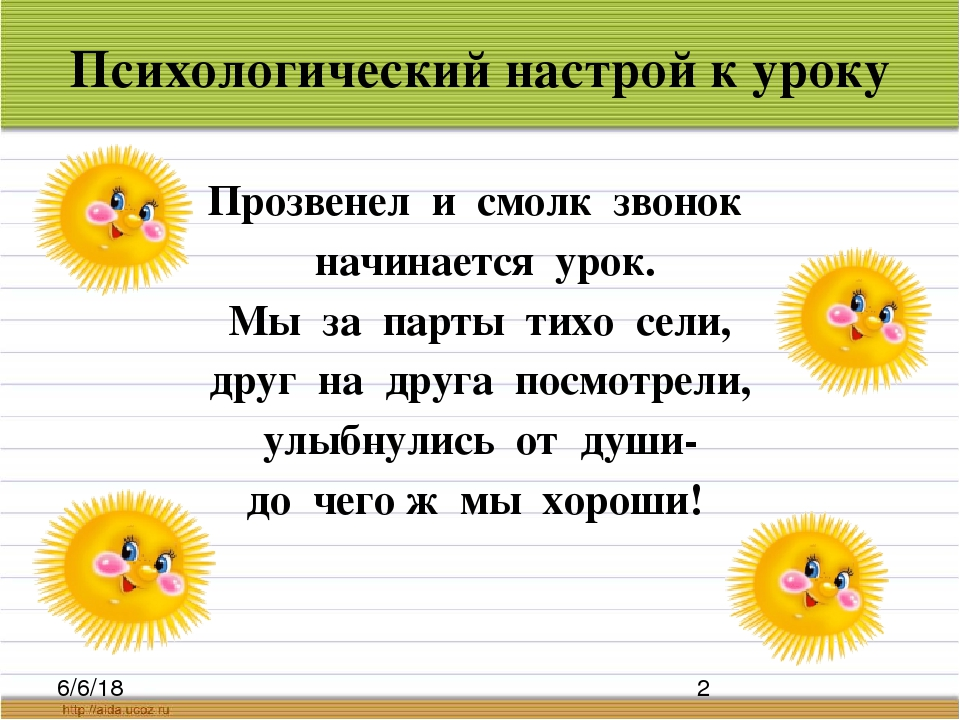 Психологический настрой к уроку
Прозвенел и смолк звонок
начинается урок.
Мы за парты тихо сели,
друг на друга посмотрели,
улыбнулись от души-
до чего ж мы хороши!
6/6/18
2
http://aida.ucoz.ru